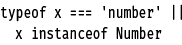 typeof x === 'number' ||
  x instanceof Number